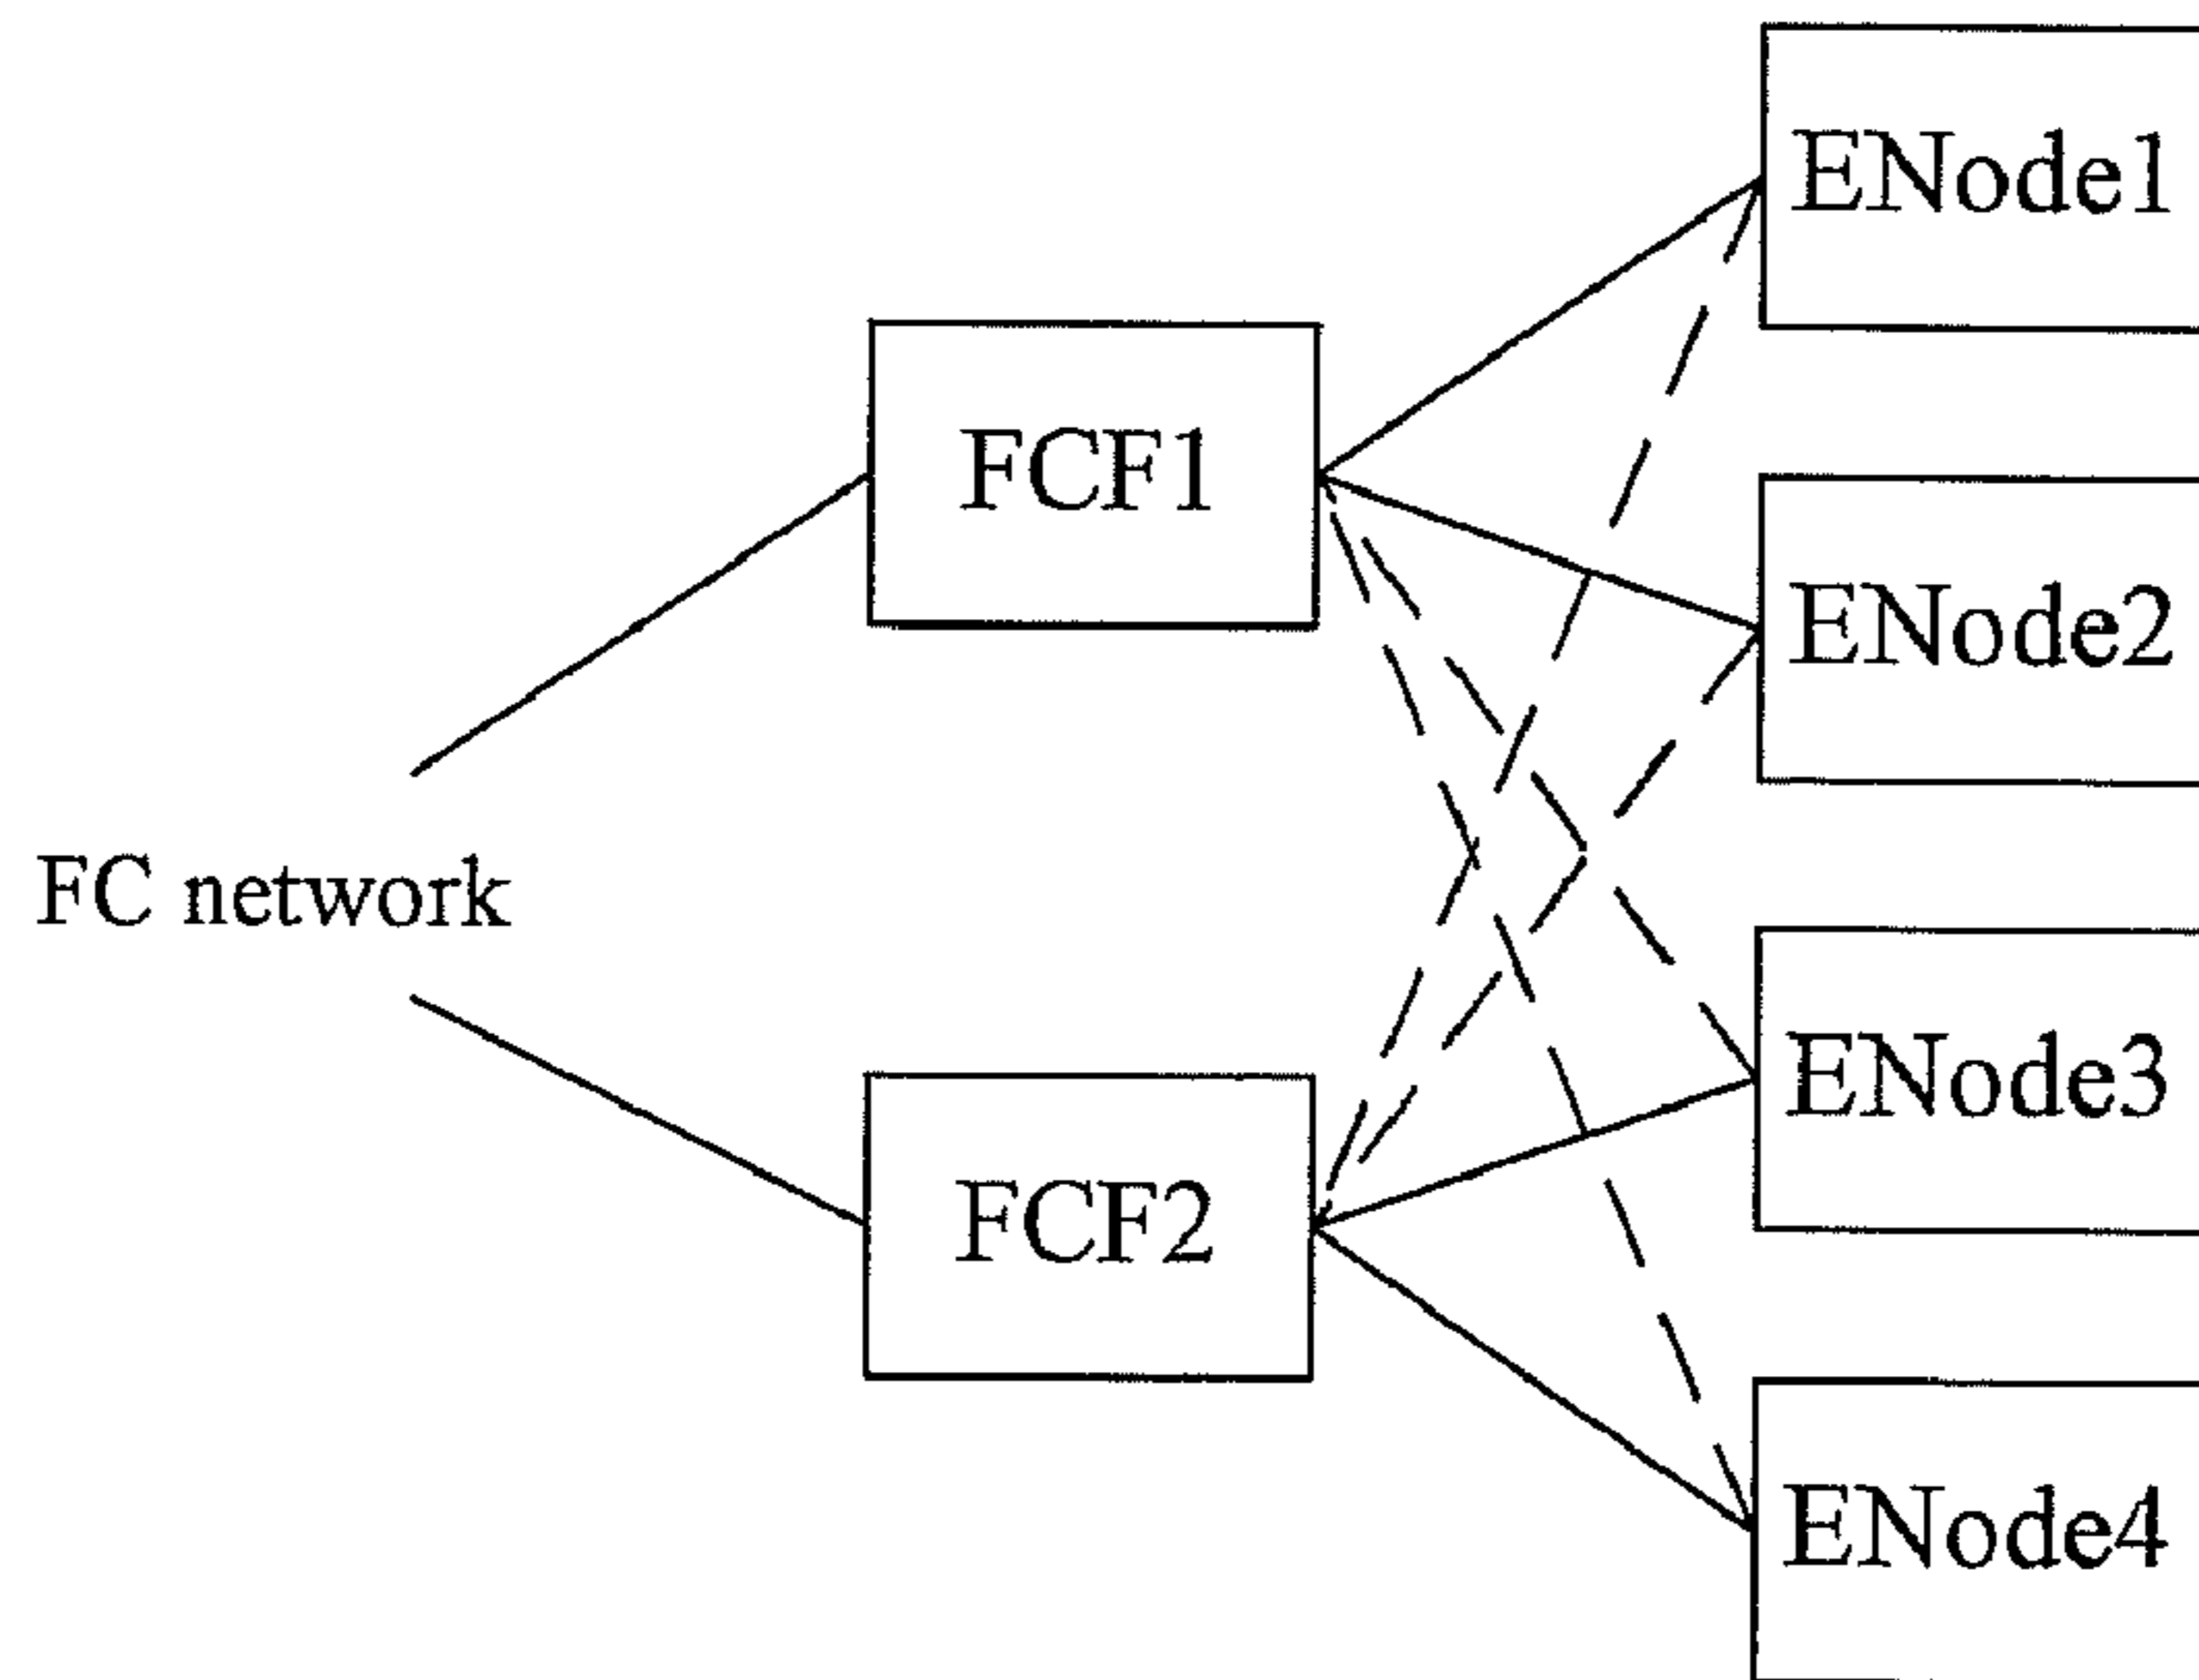 ENode1
FCF1
ENode2
FC network
ENode3
FCF2
ENode4